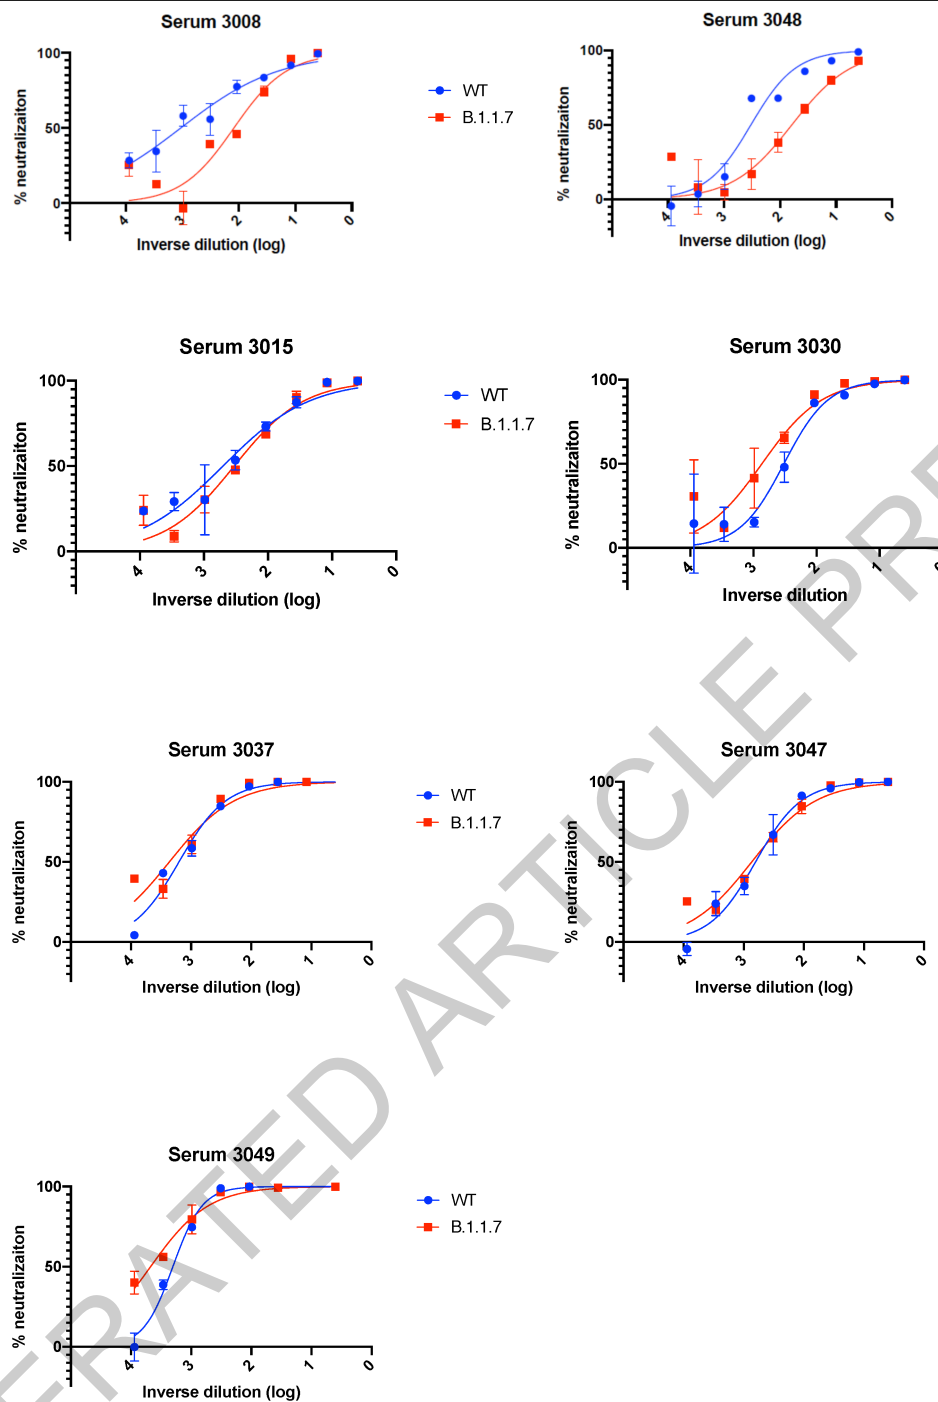 Serum 3008
% neutralizaiton
100
50
0
4 3 2 1 0
Inverse dilution (log)
WT
B.1.1.7
Serum 3048
% neutralizaiton
100
50
0
4 3 2 1 0
Inverse dilution (log)
Serum 3015
% neutralizaiton
100
50
0
4 3 2 1 0
Inverse dilution (log)
WT
B.1.1.7
Serum 3030
% neutralizaiton
100
50
0
4 3 2 1 0
Inverse dilution
Serum 3037
% neutralizaiton
100
50
0
4 3 2 1 0
Inverse dilution (log)
WT
B.1.1.7
Serum 3047
% neutralizaiton
100
50
0
4 3 2 1 0
Inverse dilution (log)
Serum 3049
% neutralizaiton
100
50
0
4 3 2 1 0
Inverse dilution (log)
WT
B.1.1.7
ERATED ARTICLE PRE